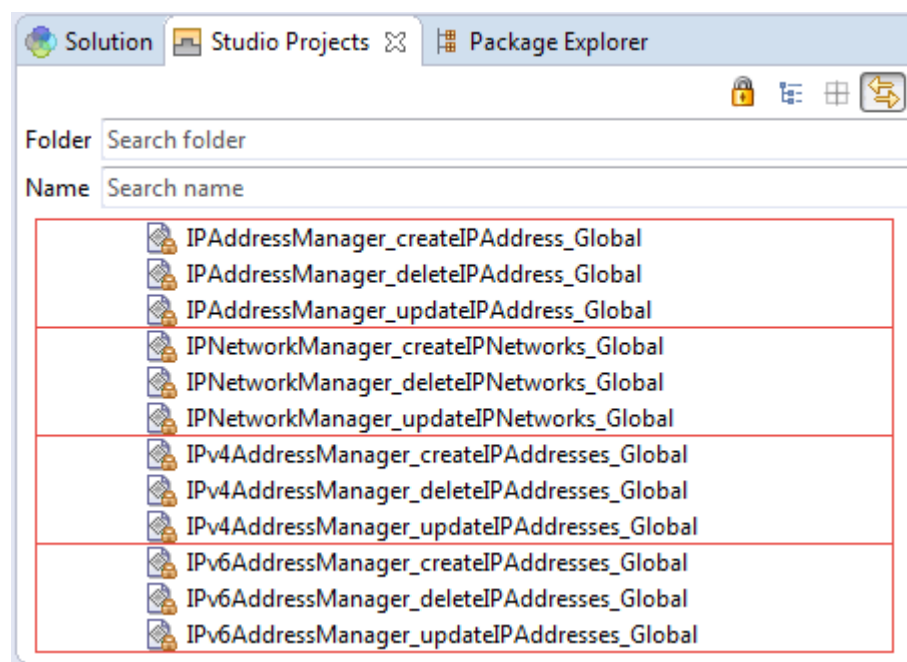 Solution Studio Projects Package Explorer
Folder Search folder
Name Search name
IPAddressManager_createIPAddress_Global
IPAddressManager_deleteIPAddress_Global
IPAddressManager_updateIPAddress_Global
IPNetworkManager_createIPNetworks_Global
IPNetworkManager_deleteIPNetworks_Global
IPNetworkManager_updateIPNetworks_Global
IPv4AddressManager_createIPAddresses_Global
IPv4AddressManager_deleteIPAddresses_Global
IPv4AddressManager_updateIPAddresses_Global
IPv6AddressManager_createIPAddresses_Global
IPv6AddressManager_deleteIPAddresses_Global
IPv6AddressManager_updateIPAddresses_Global